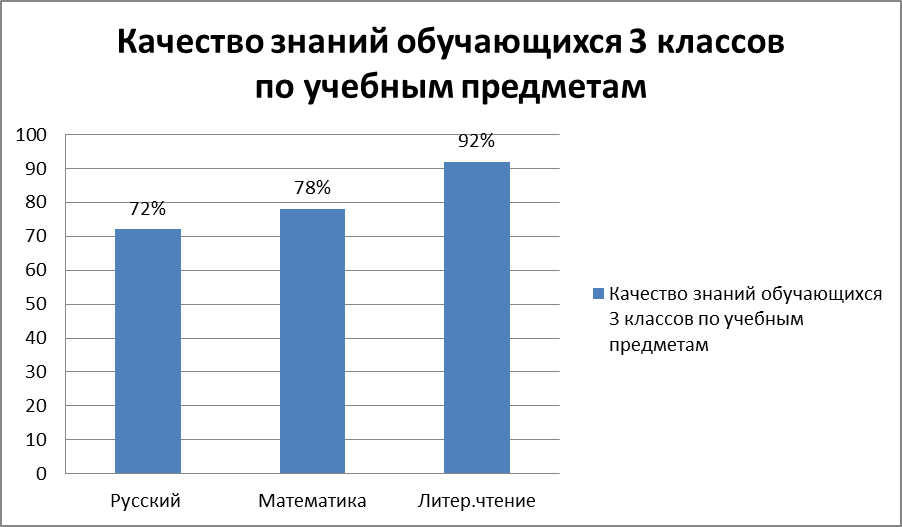 Качество знаний обучающихся 3 классов
по учебным предметам
100
90
80
70
60
50
40
30
20
10
0
72%
78%
92%
Русский
Математика
Литер.чтение
Качество знаний обучающихся
3 классов по учебным
предметам